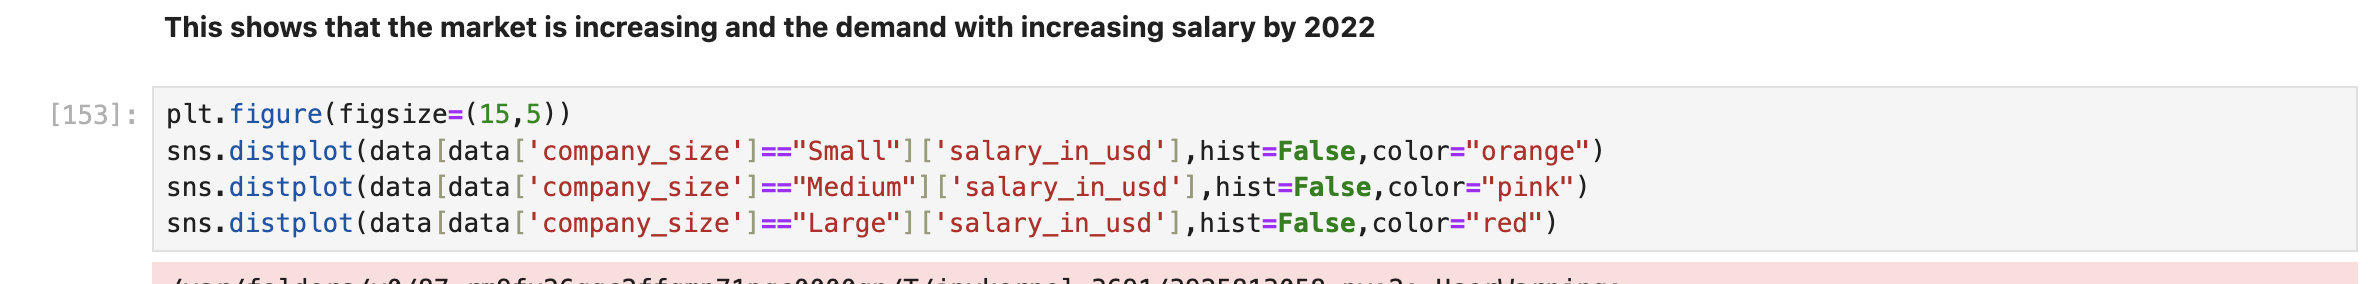 This shows that the market is increasing and the demand with increasing salary by 2022
[153]:
plt.figure(figsize=(15,5))
sns.distplot(data[data['company_size']=="Small"]['salary_in_usd'],hist=False,color="orange")
sns.distplot(data[data['company_size']=="Medium"]['salary_in_usd'],hist=False,color="pink")
sns.distplot(data[data['company_size']=="Large"]['salary_in_usd'],hist=False,color="red")
UserWarning: